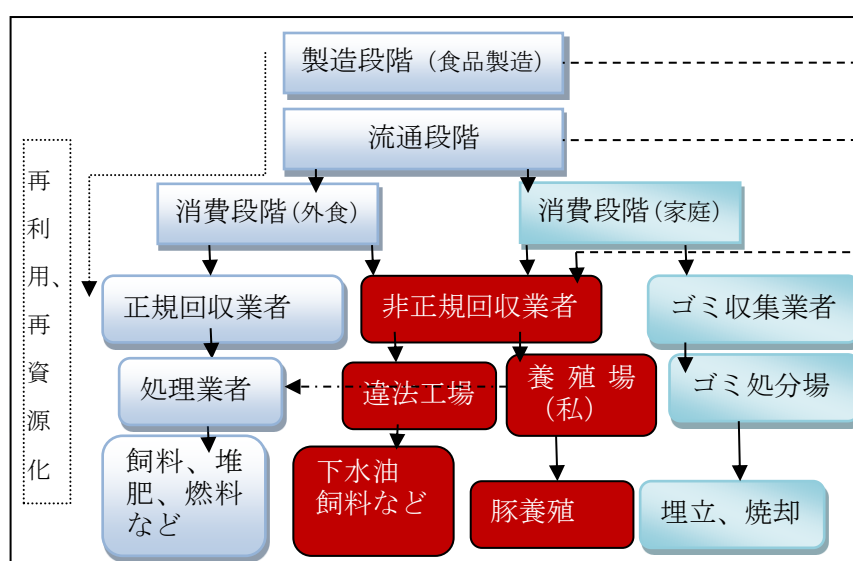 製造段階（食品製造）
流通段階
再利用、再資源化
消費段階(外食)
消費段階(家庭)
正規回収業者
非正規回収業者
ゴミ収集業者
処理業者
違法工場
養殖場
（私）
ゴミ処分場
飼料、堆
肥、燃料
など
下水油
飼料など
豚養殖
埋立、焼却